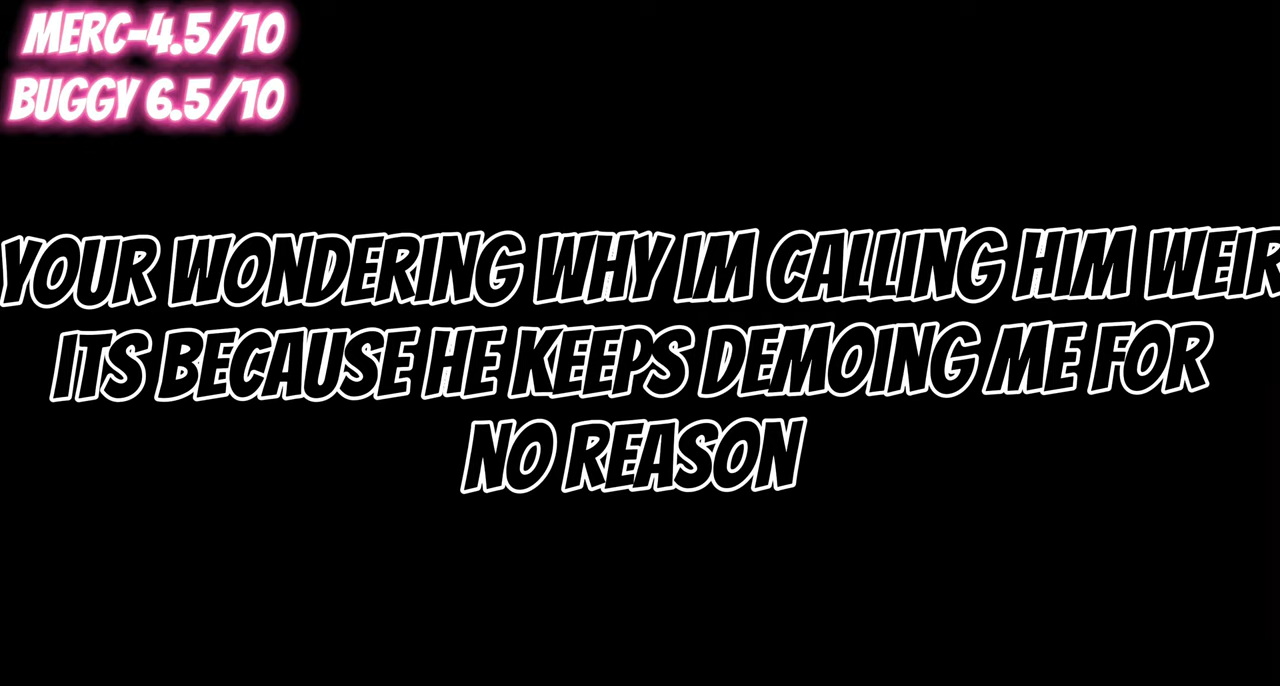 MERC-4.5/10
BUGGY 6.5/10
YOUR WONDERING WHY IM CALLING HIM WEIR
ITS BECAUSE HE KEEPS DEMOING ME FOR
NO REASON